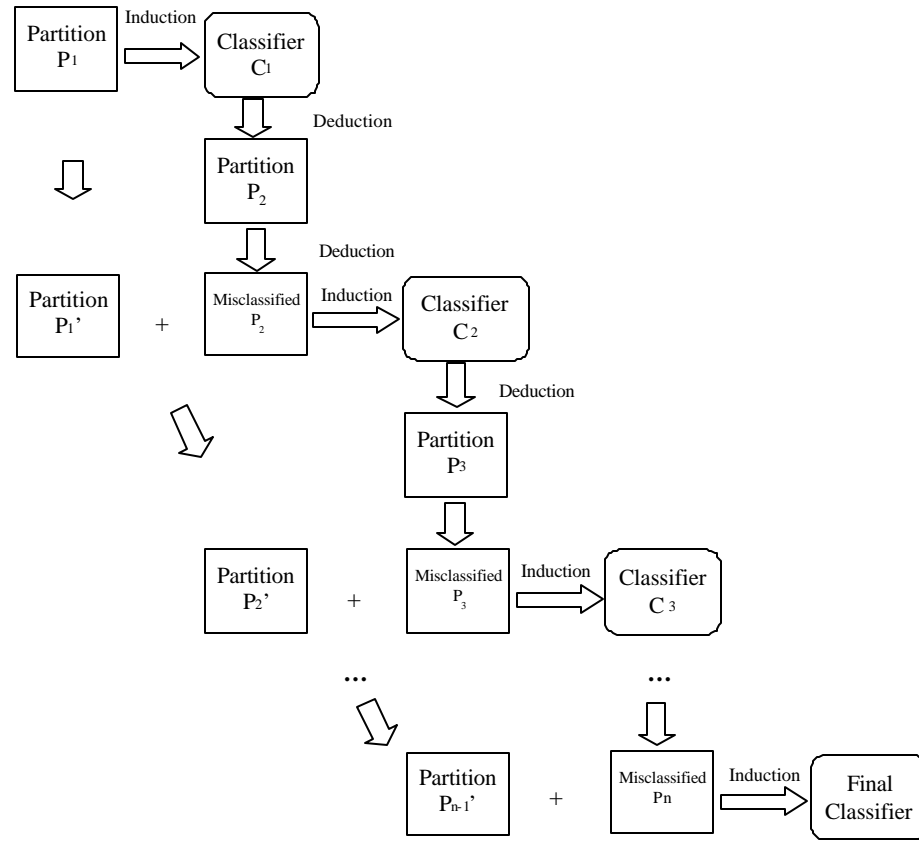 Induction
Partition
P1
Classifier
C1
Deduction
Partition
P2
Deduction
Partition
P1’
+
Misclassified
P2
Induction
Classifier
C2
Deduction
Partition
P3
Partition
P2’
+
Misclassified
P3
Induction
Classifier
C3
...
...
Partition
Pn-1’
+
Misclassified
Pn
Induction
Final
Classifier